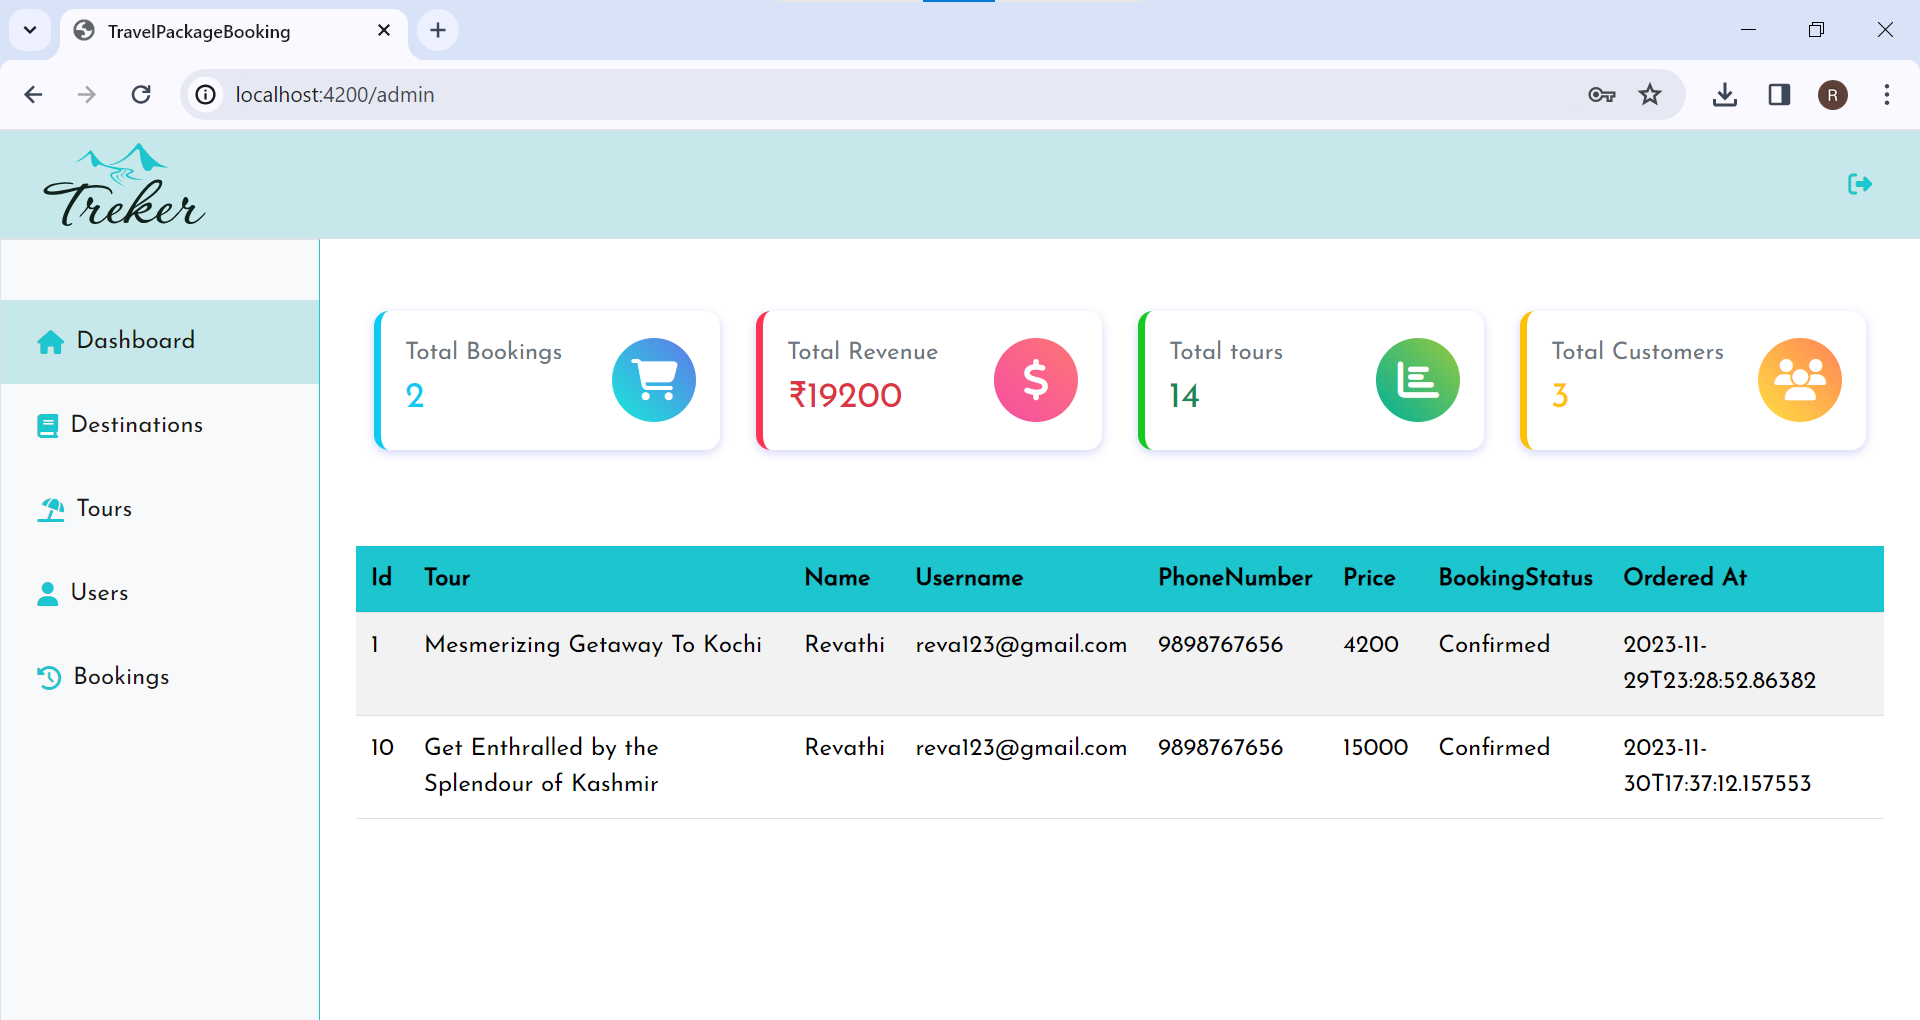 TravelPackageBooking
localhost:4200/admin
R
Treker
Dashboard
Destinations
Tours
Users
Bookings
Total Bookings
2
Total Revenue
₹19200
Total tours
14
Total Customers
3
Id Tour Name Username PhoneNumber Price BookingStatus Ordered At
1 Mesmerizing Getaway To Kochi Revathi reva123@gmail.com 9898767656 4200 Confirmed 2023-11-
29T23:28:52.86382
10 Get Enthralled by the Revathi reva123@gmail.com 9898767656 15000 Confirmed 2023-11-
Splendour of Kashmir 30T17:37:12.157553